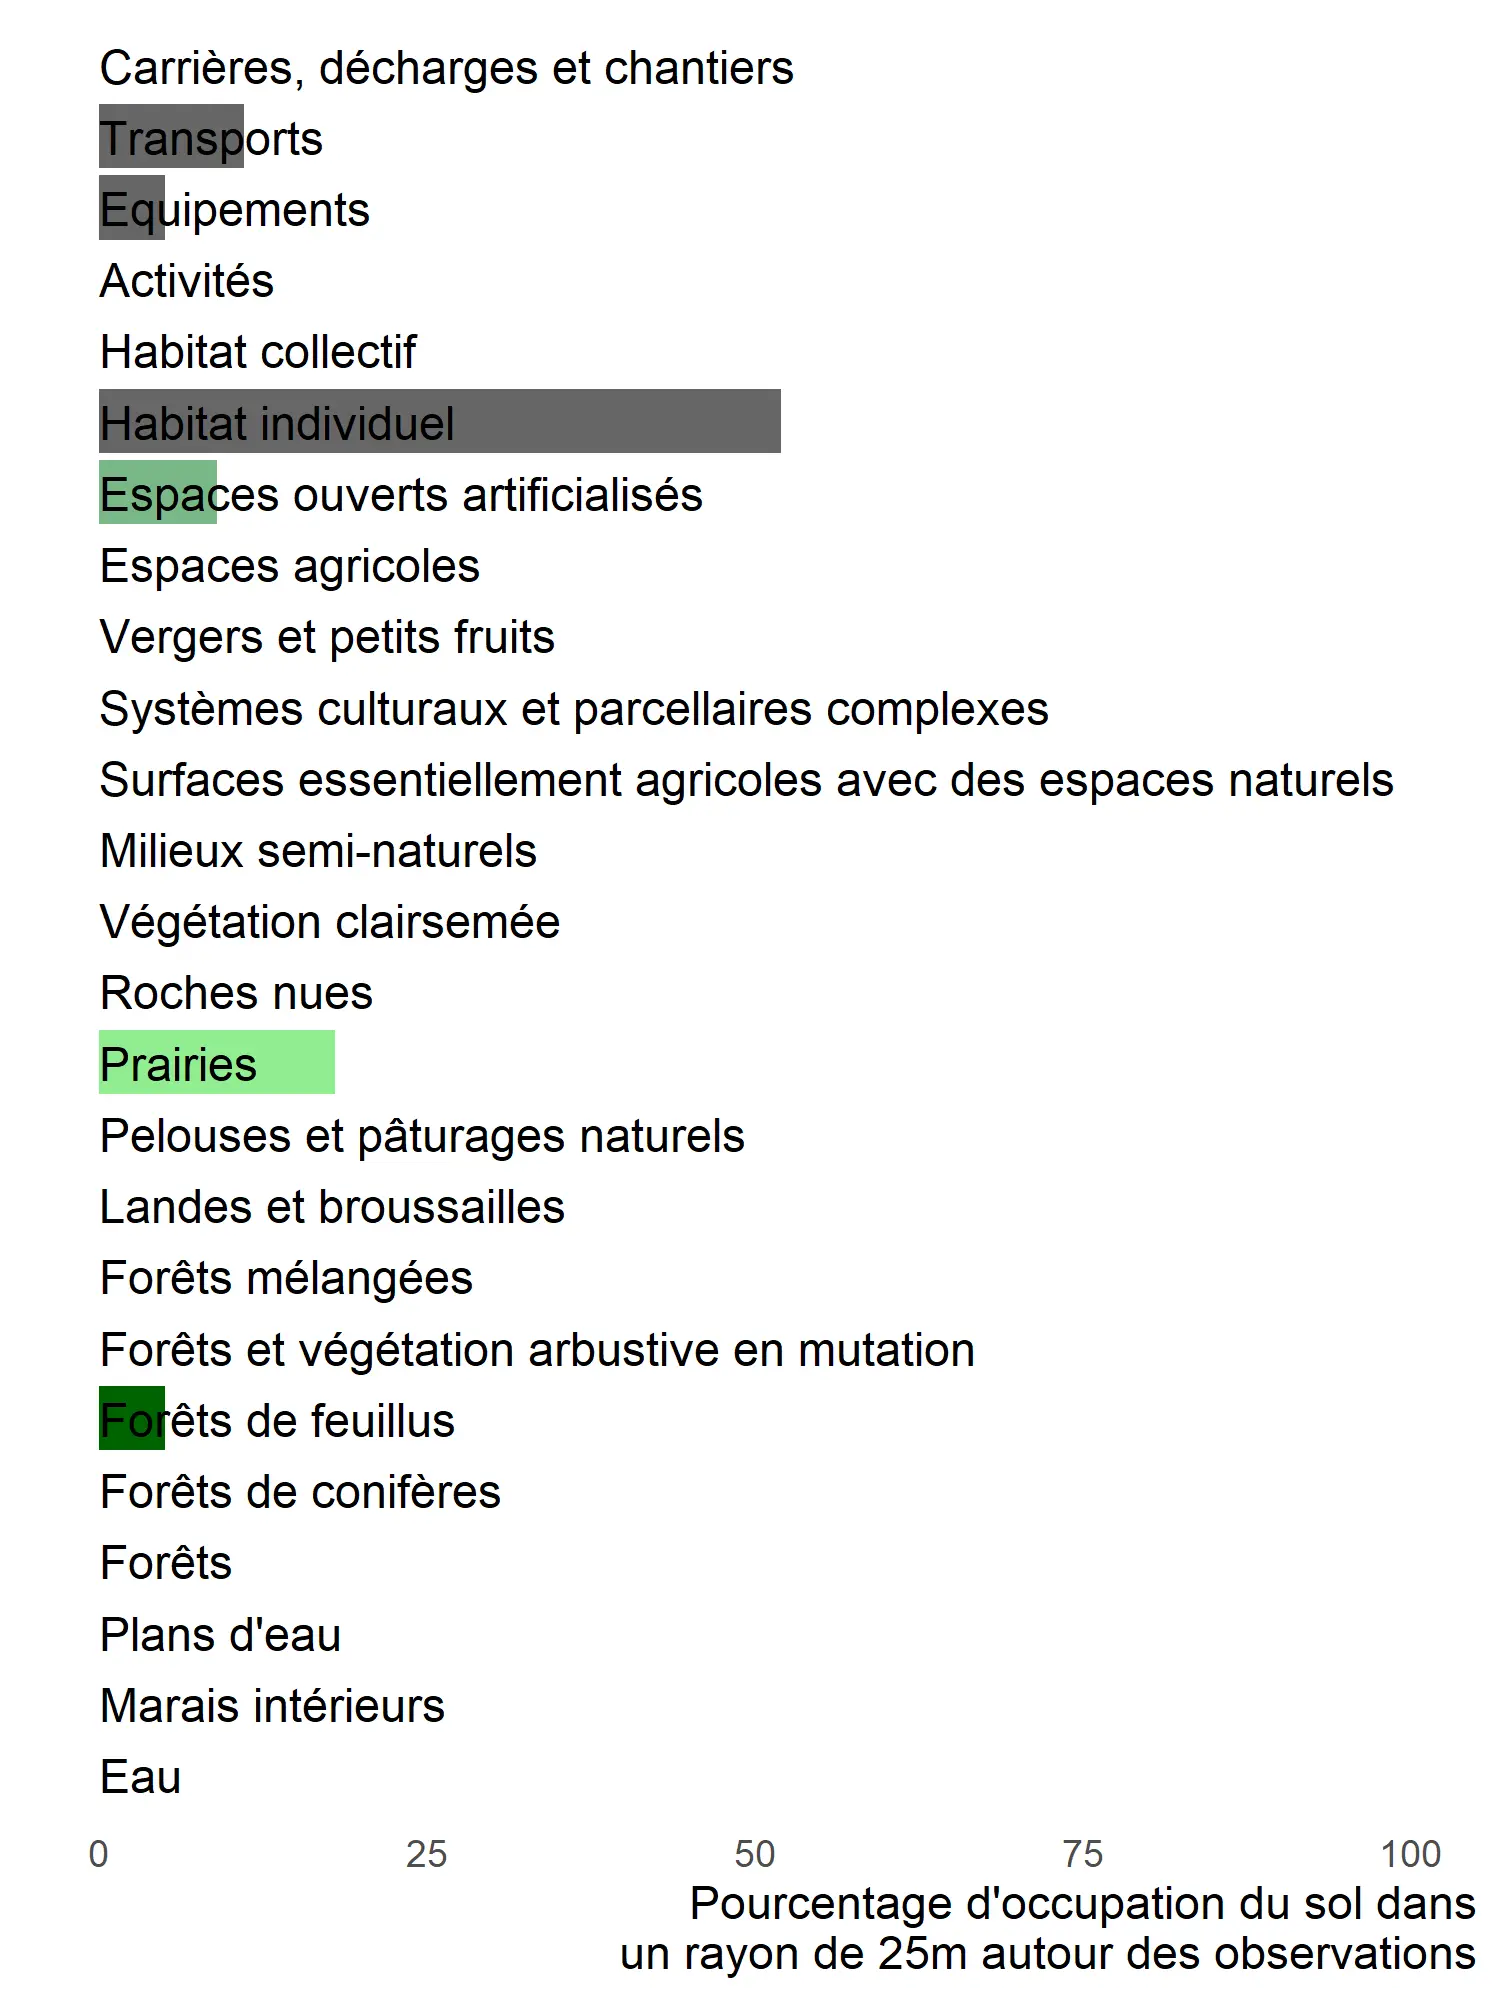 Carrières, décharges et chantiers
Transports
Equipements
Activités
Habitat collectif
Habitat individuel
Espaces ouverts artificialisés
Espaces agricoles
Vergers et petits fruits
Systèmes culturaux et parcellaires complexes
Surfaces essentiellement agricoles avec des espaces naturels
Milieux semi-naturels
Végétation clairsemée
Roches nues
Prairies
Pelouses et pâturages naturels
Landes et broussailles
Forêts mélangées
Forêts et végétation arbustive en mutation
Forêts de feuillus
Forêts de conifères
Forêts
Plans d'eau
Marais intérieurs
Eau
0 25 50 75 100
Pourcentage d'occupation du sol dans
un rayon de 25m autour des observations